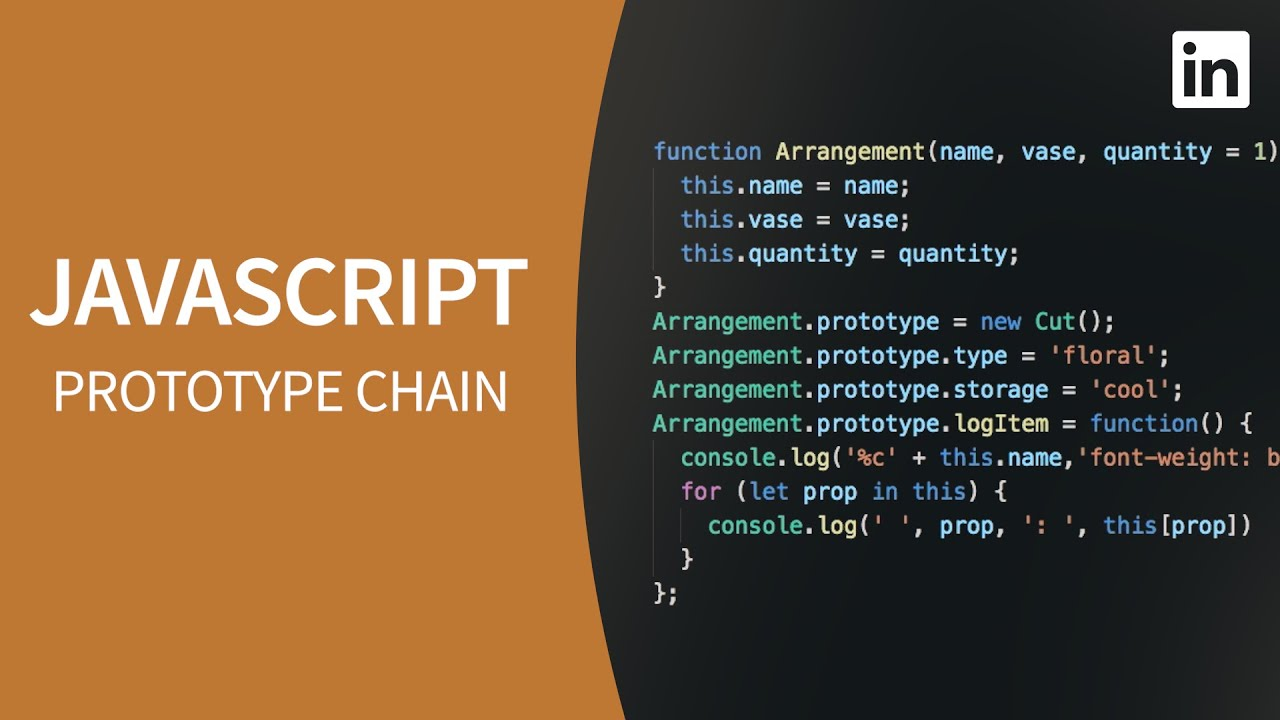 JAVASCRIPT
PROTOTYPE CHAIN
in
function Arrangement(name, vase, quantity = 1)
  this.name = name;
  this.vase = vase;
  this.quantity = quantity;
}
Arrangement.prototype = new Cut();
Arrangement.prototype.type = 'floral';
Arrangement.prototype.storage = 'cool';
Arrangement.prototype.logItem = function() {
  console.log('%c' + this.name,'font-weight: b
  for (let prop in this) {
    console.log(' ', prop, ': ', this[prop])
  }
};